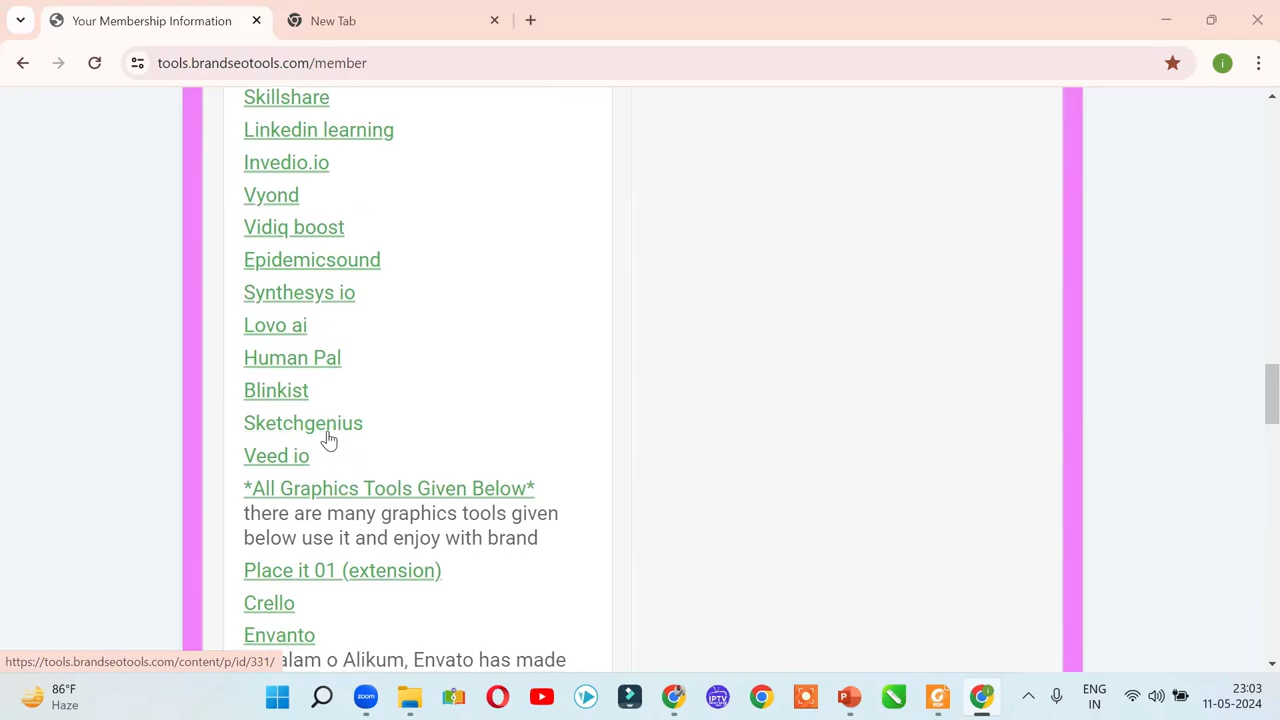 Your Membership Information
New Tab
tools.brandseotools.com/member
i
Skillshare
Linkedin learning
Invedio.io
Vyond
Vidiq boost
Epidemicsound
Synthesys io
Lovo ai
Human Pal
Blinkist
Sketchgenius
Veed io
*All Graphics Tools Given Below*
there are many graphics tools given
below use it and enjoy with brand
Place it 01 (extension)
Crello
Envanto
alam o Alikum, Envato has made
https://tools.brandseotools.com/content/p/id/331/
86°F
Haze
zoom
IPTV
ENG
IN
23:03
11-05-2024